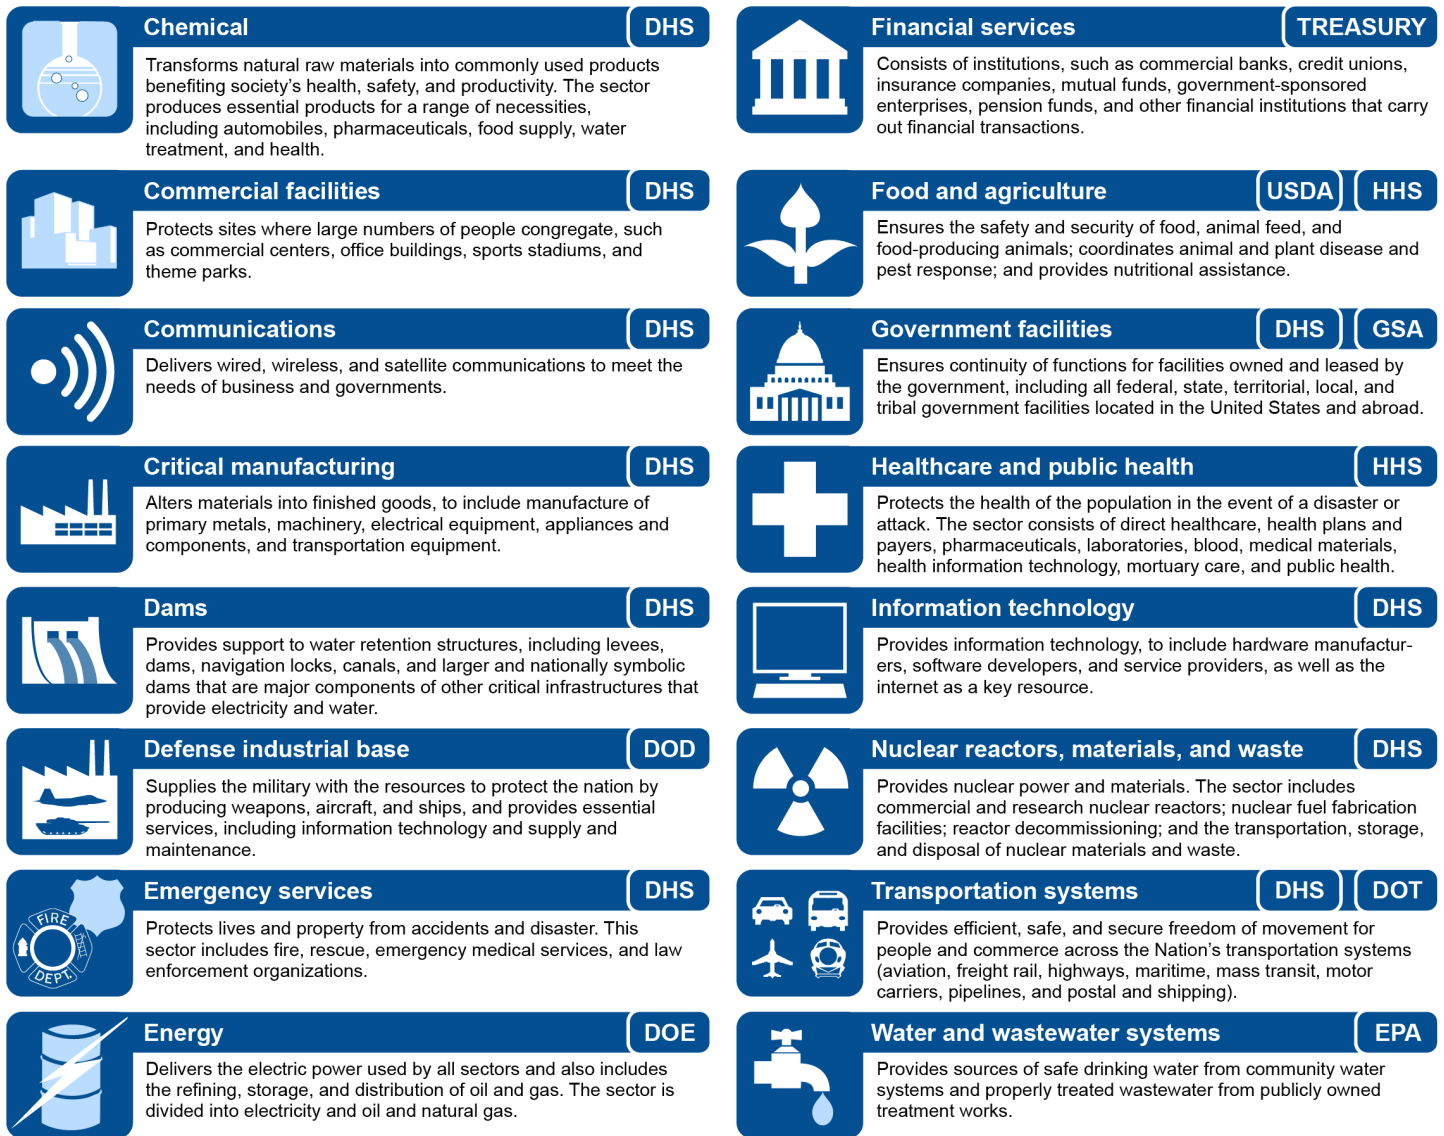 Chemical DHS
Transforms natural raw materials into commonly used products
benefiting society's health, safety, and productivity. The sector
produces essential products for a range of necessities,
including automobiles, pharmaceuticals, food supply, water
treatment, and health.
Commercial facilities DHS
Protects sites where large numbers of people congregate, such
as commercial centers, office buildings, sports stadiums, and
theme parks.
Communications DHS
Delivers wired, wireless, and satellite communications to meet the
needs of business and governments.
Critical manufacturing DHS
Alters materials into finished goods, to include manufacture of
primary metals, machinery, electrical equipment, appliances and
components, and transportation equipment.
Dams DHS
Provides support to water retention structures, including levees,
dams, navigation locks, canals, and larger and nationally symbolic
dams that are major components of other critical infrastructures that
provide electricity and water.
Defense industrial base DOD
Supplies the military with the resources to protect the nation by
producing weapons, aircraft, and ships, and provides essential
services, including information technology and supply and
maintenance.
FIRE
DEPT.
Emergency services DHS
Protects lives and property from accidents and disaster. This
sector includes fire, rescue, emergency medical services, and law
enforcement organizations.
Energy DOE
Delivers the electric power used by all sectors and also includes
the refining, storage, and distribution of oil and gas. The sector is
divided into electricity and oil and natural gas.
Financial services TREASURY
Consists of institutions, such as commercial banks, credit unions,
insurance companies, mutual funds, government-sponsored
enterprises, pension funds, and other financial institutions that carry
out financial transactions.
Food and agriculture USDA HHS
Ensures the safety and security of food, animal feed, and
food-producing animals; coordinates animal and plant disease and
pest response; and provides nutritional assistance.
Government facilities DHS GSA
Ensures continuity of functions for facilities owned and leased by
the government, including all federal, state, territorial, local, and
tribal government facilities located in the United States and abroad.
Healthcare and public health HHS
Protects the health of the population in the event of a disaster or
attack. The sector consists of direct healthcare, health plans and
payers, pharmaceuticals, laboratories, blood, medical materials,
health information technology, mortuary care, and public health.
Information technology DHS
Provides information technology, to include hardware manufactur-
ers, software developers, and service providers, as well as the
internet as a key resource.
Nuclear reactors, materials, and waste DHS
Provides nuclear power and materials. The sector includes
commercial and research nuclear reactors; nuclear fuel fabrication
facilities; reactor decommissioning; and the transportation, storage,
and disposal of nuclear materials and waste.
Transportation systems DHS DOT
Provides efficient, safe, and secure freedom of movement for
people and commerce across the Nation's transportation systems
(aviation, freight rail, highways, maritime, mass transit, motor
carriers, pipelines, and postal and shipping).
Water and wastewater systems EPA
Provides sources of safe drinking water from community water
systems and properly treated wastewater from publicly owned
treatment works.